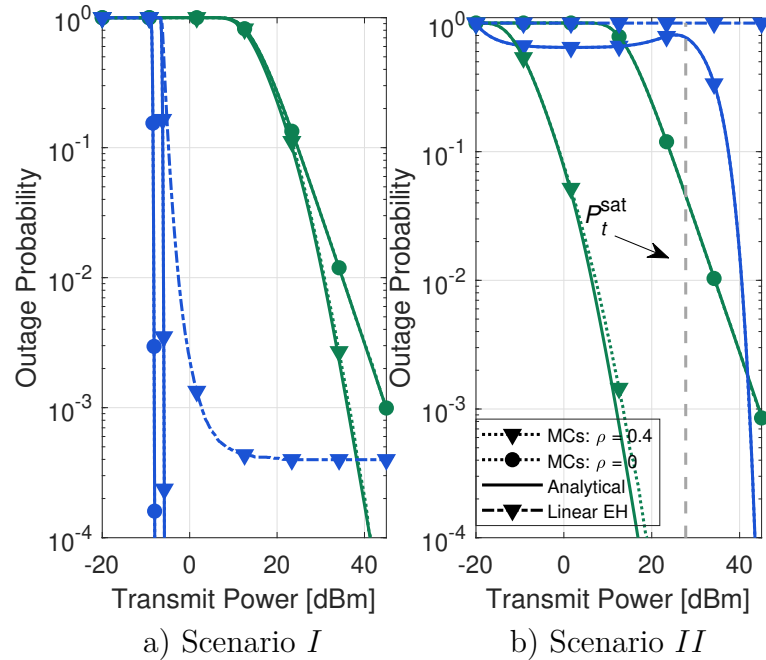 10^0
10^-1
10^-2
10^-3
10^-4
Outage Probability
-20 0 20 40
Transmit Power [dBm]
a) Scenario I
10^0
10^-1
10^-2
10^-3
10^-4
Outage Probability
P_t^sat
MCs: ρ = 0.4
MCs: ρ = 0
Analytical
Linear EH
-20 0 20 40
Transmit Power [dBm]
b) Scenario II